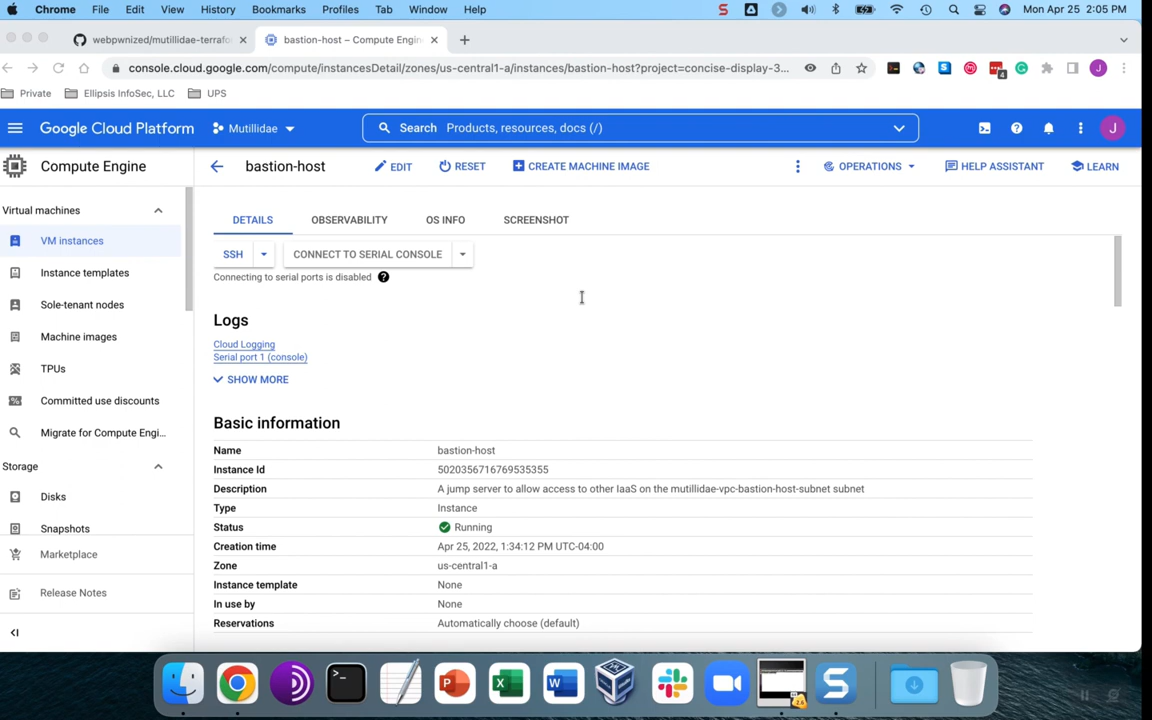 Chrome File Edit View History Bookmarks Profiles Tab Window Help Mon Apr 25 2:05 PM
webpwnized/mutillidae-terrafo
bastion-host – Compute Engin
console.cloud.google.com/compute/instancesDetail/zones/us-central1-a/instances/bastion-host?project=concise-display-3...
4
J
Private Ellipsis InfoSec, LLC UPS
Google Cloud Platform Mutillidae Search Products, resources, docs (/) J
Compute Engine bastion-host EDIT RESET CREATE MACHINE IMAGE OPERATIONS HELP ASSISTANT LEARN
Virtual machines
VM instances
Instance templates
Sole-tenant nodes
Machine images
TPUs
Committed use discounts
Migrate for Compute Engi...
Storage
Disks
Snapshots
Marketplace
Release Notes
DETAILS OBSERVABILITY OS INFO SCREENSHOT
SSH CONNECT TO SERIAL CONSOLE
Connecting to serial ports is disabled
Logs
Cloud Logging
Serial port 1 (console)
SHOW MORE
Basic information
Name bastion-host
Instance Id 5020356716769535355
Description A jump server to allow access to other IaaS on the mutillidae-vpc-bastion-host-subnet subnet
Type Instance
Status Running
Creation time Apr 25, 2022, 1:34:12 PM UTC-04:00
Zone us-central1-a
Instance template None
In use by None
Reservations Automatically choose (default)